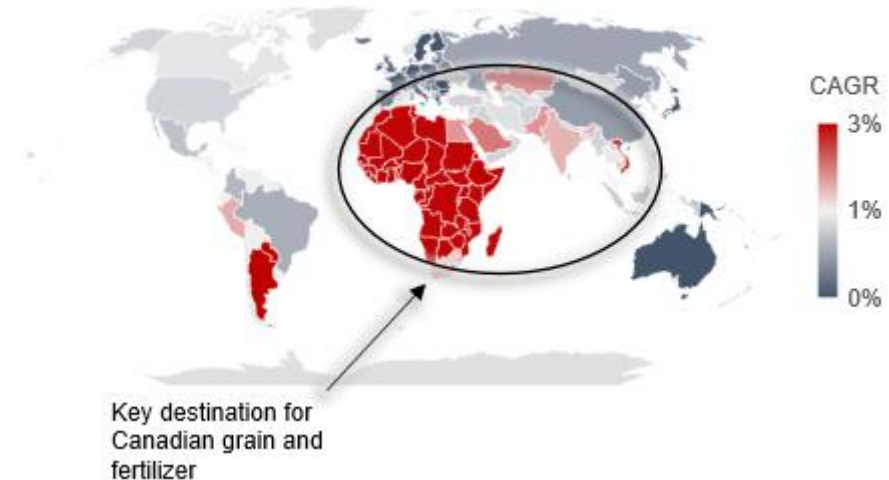 CAGR
3%
1%
0%
Key destination for
Canadian grain and
fertilizer